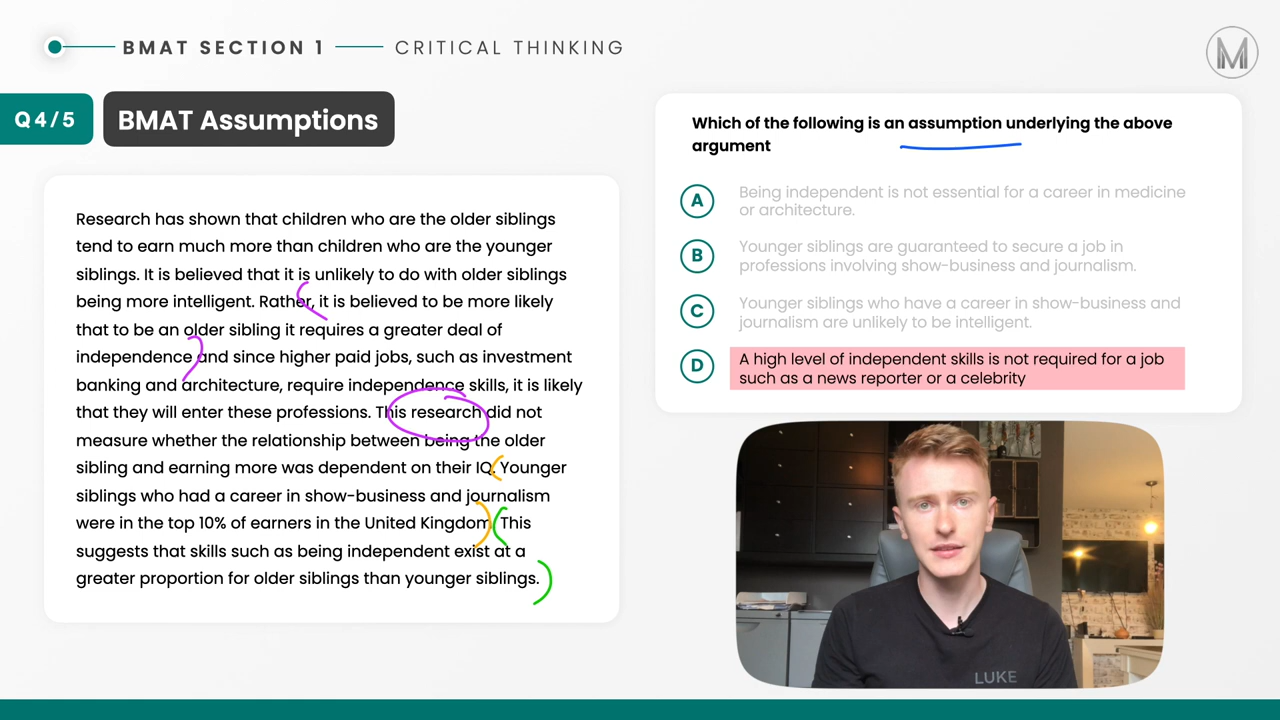 BMAT SECTION 1
CRITICAL THINKING
M
Q4/5
BMAT Assumptions
Research has shown that children who are the older siblings
tend to earn much more than children who are the younger
siblings. It is believed that it is unlikely to do with older siblings
being more intelligent. Rather, it is believed to be more likely
that to be an older sibling it requires a greater deal of
independence and since higher paid jobs, such as investment
banking and architecture, require independence skills, it is likely
that they will enter these professions. This research did not
measure whether the relationship between being the older
sibling and earning more was dependent on their IQ. Younger
siblings who had a career in show-business and journalism
were in the top 10% of earners in the United Kingdom. This
suggests that skills such as being independent exist at a
greater proportion for older siblings than younger siblings.
Which of the following is an assumption underlying the above
argument
A
Being independent is not essential for a career in medicine
or architecture.
B
Younger siblings are guaranteed to secure a job in
professions involving show-business and journalism.
C
Younger siblings who have a career in show-business and
journalism are unlikely to be intelligent.
D
A high level of independent skills is not required for a job
such as a news reporter or a celebrity
LUKE